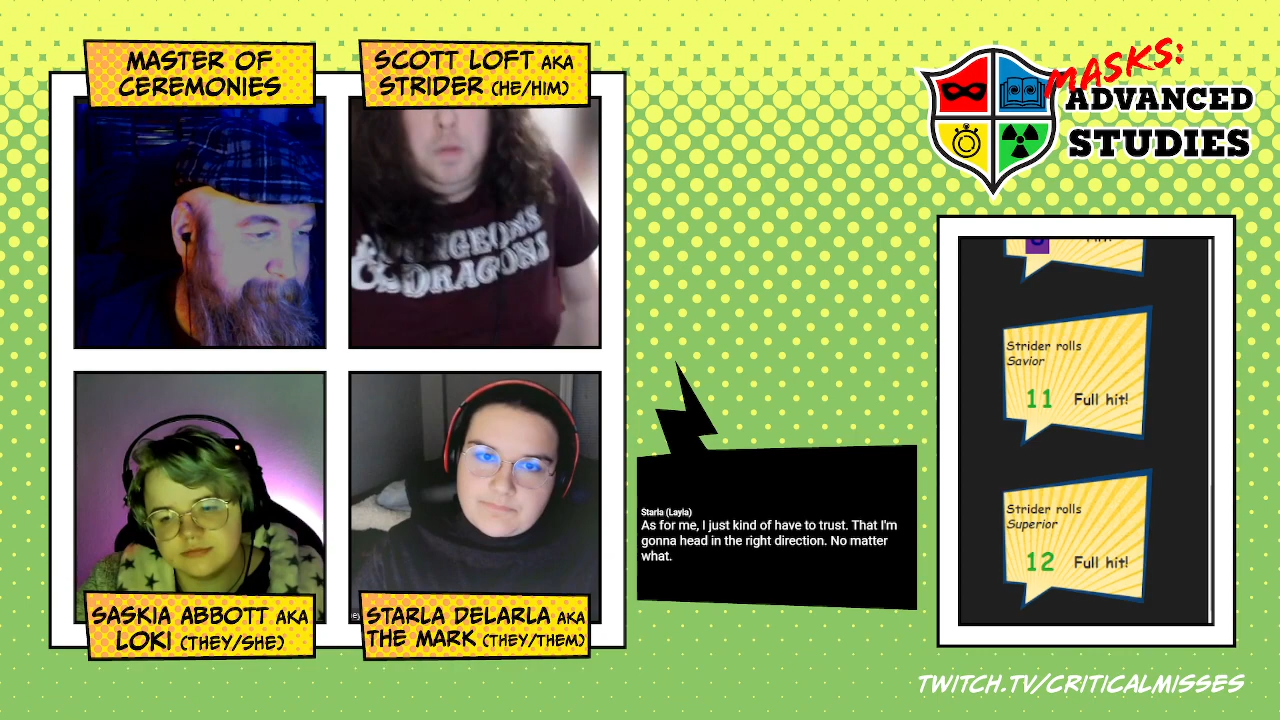 MASTER OF
CEREMONIES
SCOTT LOFT AKA
STRIDER (HE/HIM)
DUNGEONS
& DRAGONS
SASKIA ABBOTT AKA
LOKI (THEY/SHE)
STARLA DELARLA AKA
THE MARK (THEY/THEM)
Starla (Layla)
As for me, I just kind of have to trust. That I'm
gonna head in the right direction. No matter
what.
MASKS:
ADVANCED
STUDIES
Strider rolls
Savior
11 Full hit!
Strider rolls
Superior
12 Full hit!
TWITCH.TV/CRITICALMISSES